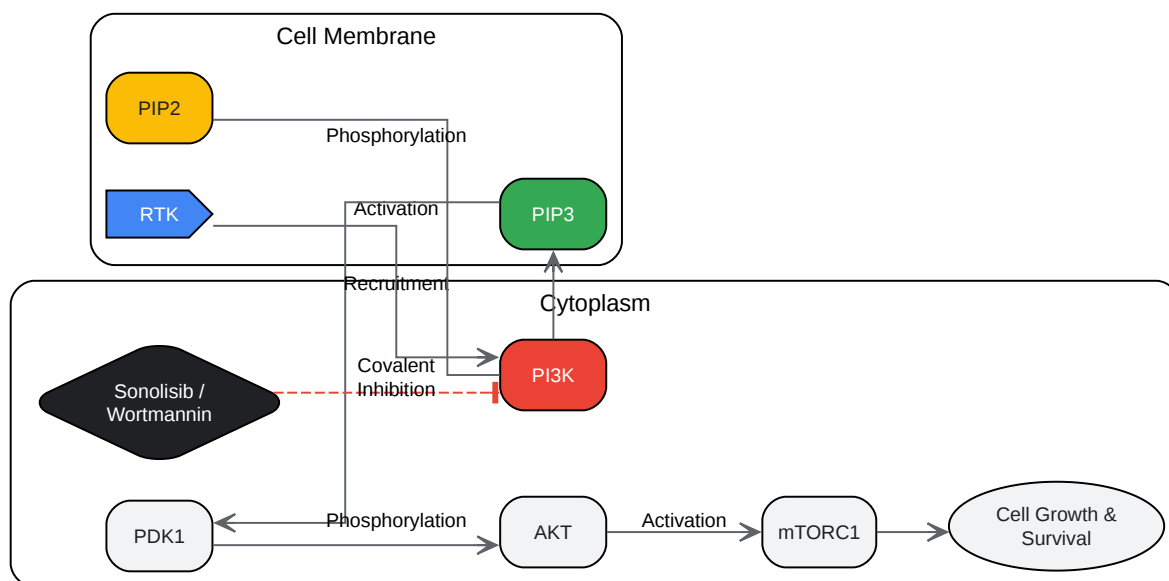 Cell Membrane
PIP2
Phosphorylation
RTK
Activation
PIP3
Recruitment
Cytoplasm
Sonolisib /
Wortmannin
Covalent
Inhibition
PI3K
PDK1
Phosphorylation
AKT
Activation
mTORC1
Cell Growth &
Survival